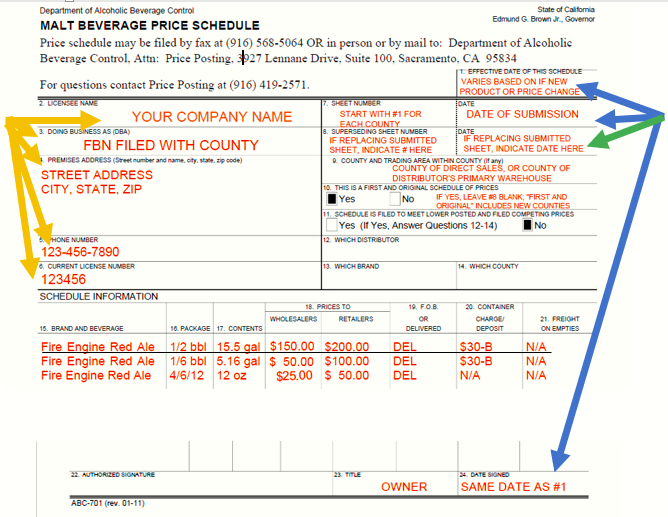 Department of Alcoholic Beverage Control
State of California
Edmund G. Brown Jr., Governor
MALT BEVERAGE PRICE SCHEDULE
Price schedule may be filed by fax at (916) 568-5064 OR in person or by mail to: Department of Alcoholic
Beverage Control, Attn: Price Posting, 3927 Lennane Drive, Suite 100, Sacramento, CA 95834
For questions contact Price Posting at (916) 419-2571.
1. EFFECTIVE DATE OF THIS SCHEDULE
VARIES BASED ON IF NEW
PRODUCT OR PRICE CHANGE
2. LICENSEE NAME
YOUR COMPANY NAME
7. SHEET NUMBER
START WITH #1 FOR
EACH COUNTY
DATE
DATE OF SUBMISSION
3. DOING BUSINESS AS (DBA)
FBN FILED WITH COUNTY
8. SUPERSEDING SHEET NUMBER
IF REPLACING SUBMITTED
SHEET, INDICATE # HERE
DATE
IF REPLACING SUBMITTED
SHEET, INDICATE DATE HERE
4. PREMISES ADDRESS (Street number and name, city, state, zip code)
STREET ADDRESS
CITY, STATE, ZIP
9. COUNTY AND TRADING AREA WITHIN COUNTY (if any)
COUNTY OF DIRECT SALES, OR COUNTY OF
DISTRIBUTOR'S PRIMARY WAREHOUSE
10. THIS IS A FIRST AND ORIGINAL SCHEDULE OF PRICES
Yes No IF YES, LEAVE #8 BLANK; "FIRST AND
ORIGINAL" INCLUDES NEW COUNTIES
11. SCHEDULE IS FILED TO MEET LOWER POSTED AND FILED COMPETING PRICES
Yes (If Yes, Answer Questions 12-14) No
5. PHONE NUMBER
123-456-7890
12. WHICH DISTRIBUTOR
6. CURRENT LICENSE NUMBER
123456
13. WHICH BRAND
14. WHICH COUNTY
SCHEDULE INFORMATION
18. PRICES TO
19. F.O.B.
20. CONTAINER
15. BRAND AND BEVERAGE
16. PACKAGE
17. CONTENTS
WHOLESALERS
RETAILERS
OR
DELIVERED
CHARGE/
DEPOSIT
21. FREIGHT
ON EMPTIES
Fire Engine Red Ale 1/2 bbl 15.5 gal $150.00 $200.00 DEL $30-B N/A
Fire Engine Red Ale 1/6 bbl 5.16 gal $ 50.00 $100.00 DEL $30-B N/A
Fire Engine Red Ale 4/6/12 12 oz $25.00 $ 50.00 DEL N/A N/A
22. AUTHORIZED SIGNATURE
23. TITLE
OWNER
24. DATE SIGNED
SAME DATE AS #1
ABC-701 (rev. 01-11)